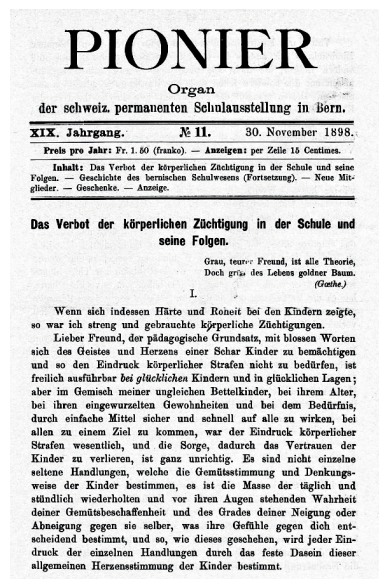 PIONIER
Organ
der schweiz. permanenten Schulausstellung in Bern.
XIX. Jahrgang. № 11. 30. November 1898.
Preis pro Jahr: Fr. 1. 50 (franko). — Anzeigen: per Zeile 15 Centimes.
Inhalt: Das Verbot der körperlichen Züchtigung in der Schule und seine
Folgen. — Geschichte des bernischen Schulwesens (Fortsetzung). — Neue Mit-
glieder. — Geschenke. — Anzeige.
Das Verbot der körperlichen Züchtigung in der Schule und
seine Folgen.
Grau, teurer Freund, ist alle Theorie,
Doch grün des Lebens goldner Baum.
(Gœthe.)
I.
Wenn sich indessen Härte und Roheit bei den Kindern zeigte,
so war ich streng und gebrauchte körperliche Züchtigungen.
Lieber Freund, der pädagogische Grundsatz, mit blossen Worten
sich des Geistes und Herzens einer Schar Kinder zu bemächtigen
und so den Eindruck körperlicher Strafen nicht zu bedürfen, ist
freilich ausführbar bei glücklichen Kindern und in glücklichen Lagen;
aber im Gemisch meiner ungleichen Bettelkinder, bei ihrem Alter,
bei ihren eingewurzelten Gewohnheiten und bei dem Bedürfnis,
durch einfache Mittel sicher und schnell auf alle zu wirken, bei
allen zu einem Ziel zu kommen, war der Eindruck körperlicher
Strafen wesentlich, und die Sorge, dadurch das Vertrauen der
Kinder zu verlieren, ist ganz unrichtig. Es sind nicht einzelne
seltene Handlungen, welche die Gemütsstimmung und Denkungs-
weise der Kinder bestimmen, es ist die Masse der täglich und
stündlich wiederholten und vor ihren Augen stehenden Wahrheit
deiner Gemütsbeschaffenheit und des Grades deiner Neigung oder
Abneigung gegen sie selber, was ihre Gefühle gegen dich ent-
scheidend bestimmt, und so, wie dieses geschehen, wird jeder Ein-
druck der einzelnen Handlungen durch das feste Dasein dieser
allgemeinen Herzensstimmung der Kinder bestimmt.